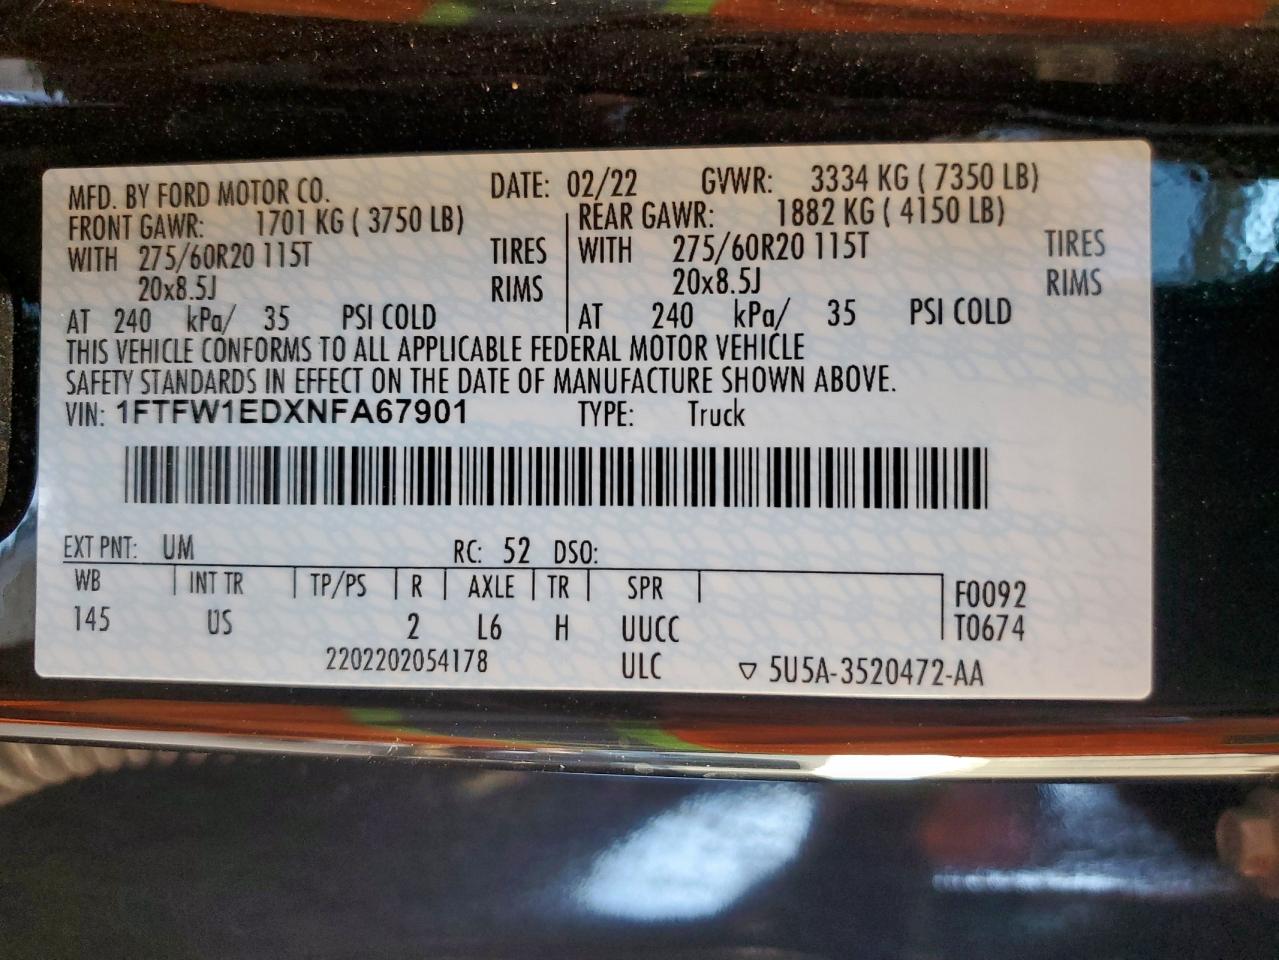 MFD. BY FORD MOTOR CO. DATE: 02/22 GVWR: 3334 KG ( 7350 LB)
FRONT GAWR: 1701 KG ( 3750 LB) REAR GAWR: 1882 KG ( 4150 LB)
WITH 275/60R20 115T TIRES WITH 275/60R20 115T TIRES
20x8.5J RIMS 20x8.5J RIMS
AT 240 kPa/ 35 PSI COLD AT 240 kPa/ 35 PSI COLD
THIS VEHICLE CONFORMS TO ALL APPLICABLE FEDERAL MOTOR VEHICLE
SAFETY STANDARDS IN EFFECT ON THE DATE OF MANUFACTURE SHOWN ABOVE.
VIN: 1FTFW1EDXNFA67901 TYPE: Truck
EXT PNT: UM RC: 52 DSO:
WB INT TR TP/PS R AXLE TR SPR F0092
145 US 2 L6 H UUCC T0674
2202202054178 ULC ▽ 5U5A-3520472-AA